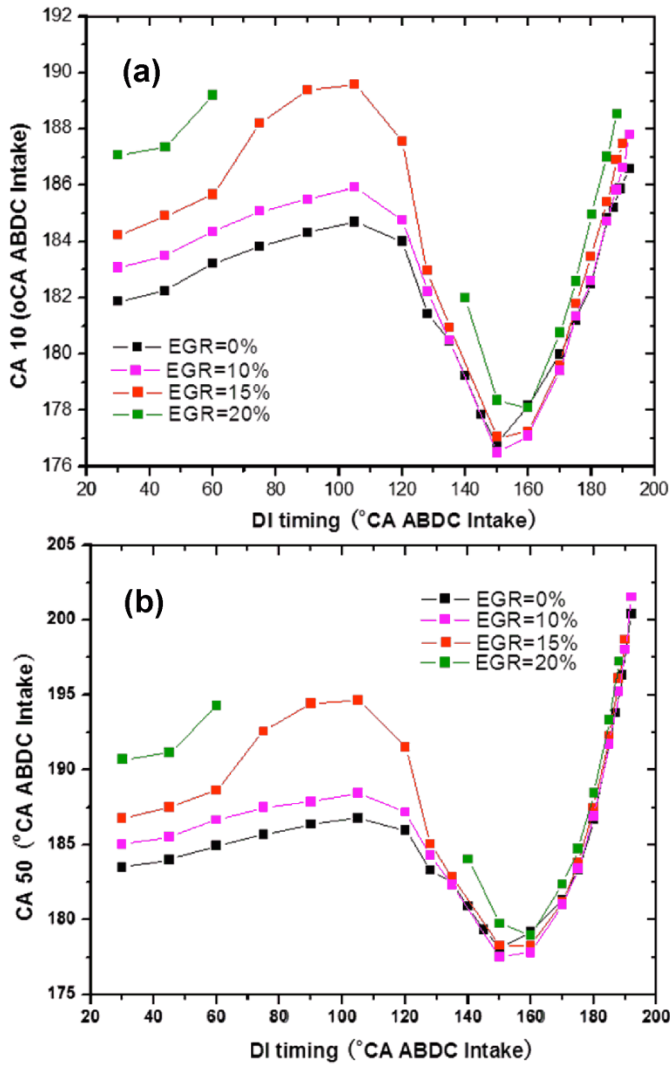 192
190
188
186
184
182
180
178
176
CA 10 (oCA ABDC Intake)
(a)
EGR=0%
EGR=10%
EGR=15%
EGR=20%
20 40 60 80 100 120 140 160 180 200
DI timing (°CA ABDC Intake)
205
200
195
190
185
180
175
CA 50 (°CA ABDC Intake)
(b)
EGR=0%
EGR=10%
EGR=15%
EGR=20%
20 40 60 80 100 120 140 160 180 200
DI timing (°CA ABDC Intake)